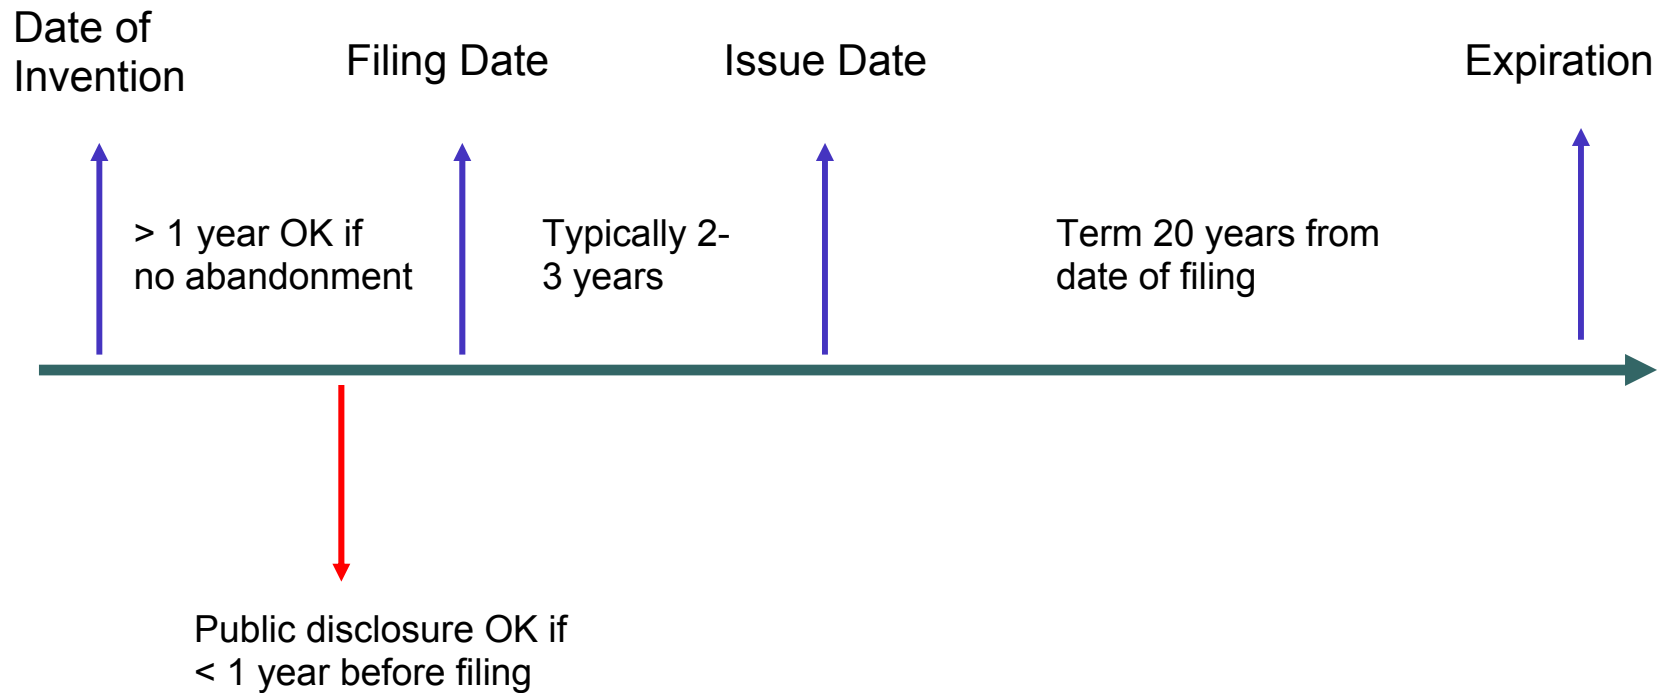 Date of
Invention
Filing Date
Issue Date
Expiration
> 1 year OK if
no abandonment
Typically 2-
3 years
Term 20 years from
date of filing
Public disclosure OK if
< 1 year before filing